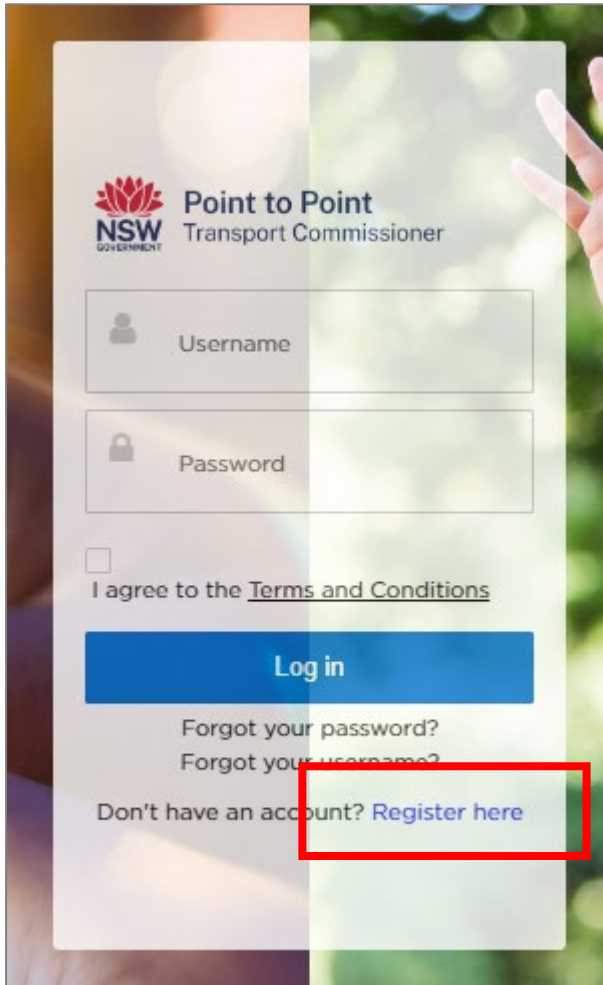 Point to Point
NSW Transport Commissioner
GOVERNMENT
Username
Password
I agree to the Terms and Conditions
Log in
Forgot your password?
Forgot your username?
Don't have an account? Register here